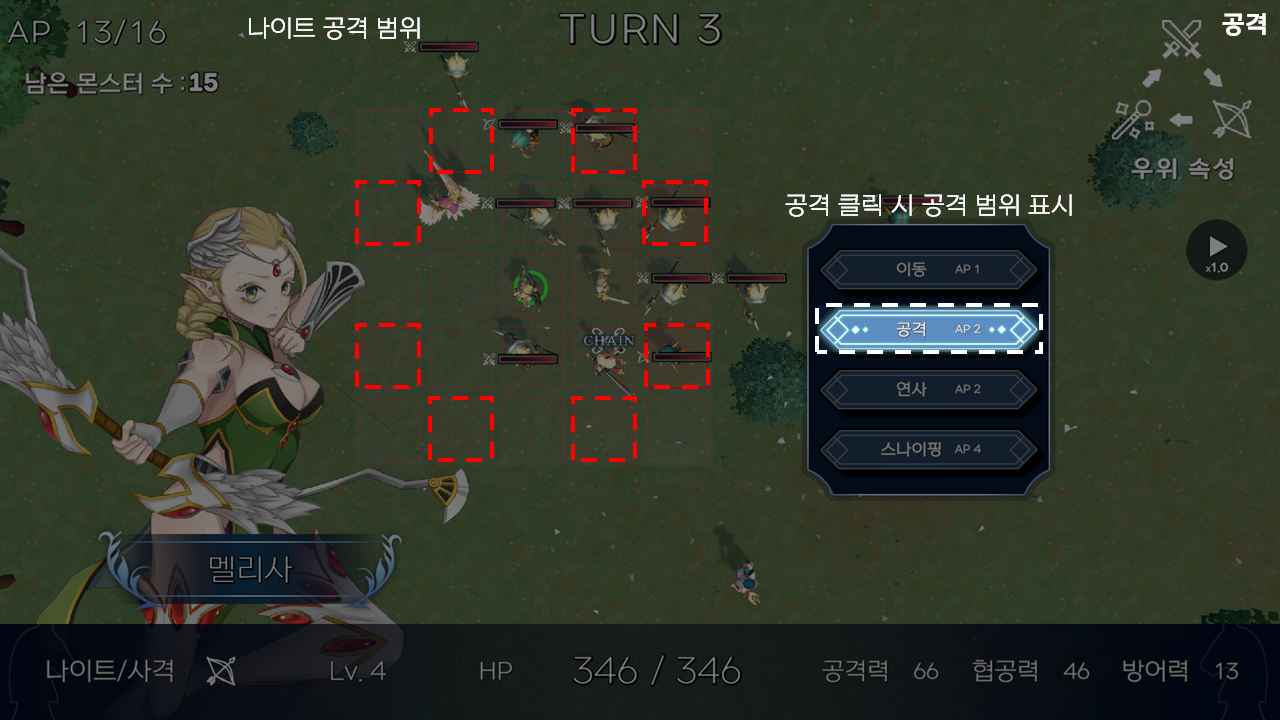 AP 13/16
나이트 공격 범위
TURN 3
공격
남은 몬스터 수 :15
우위 속성
공격 클릭 시 공격 범위 표시
x1.0
이동 AP 1
공격 AP 2
CHAIN
연사 AP 2
스나이핑 AP 4
멜리사
나이트/사격 Lv. 4 HP 346 / 346 공격력 66 협공력 46 방어력 13